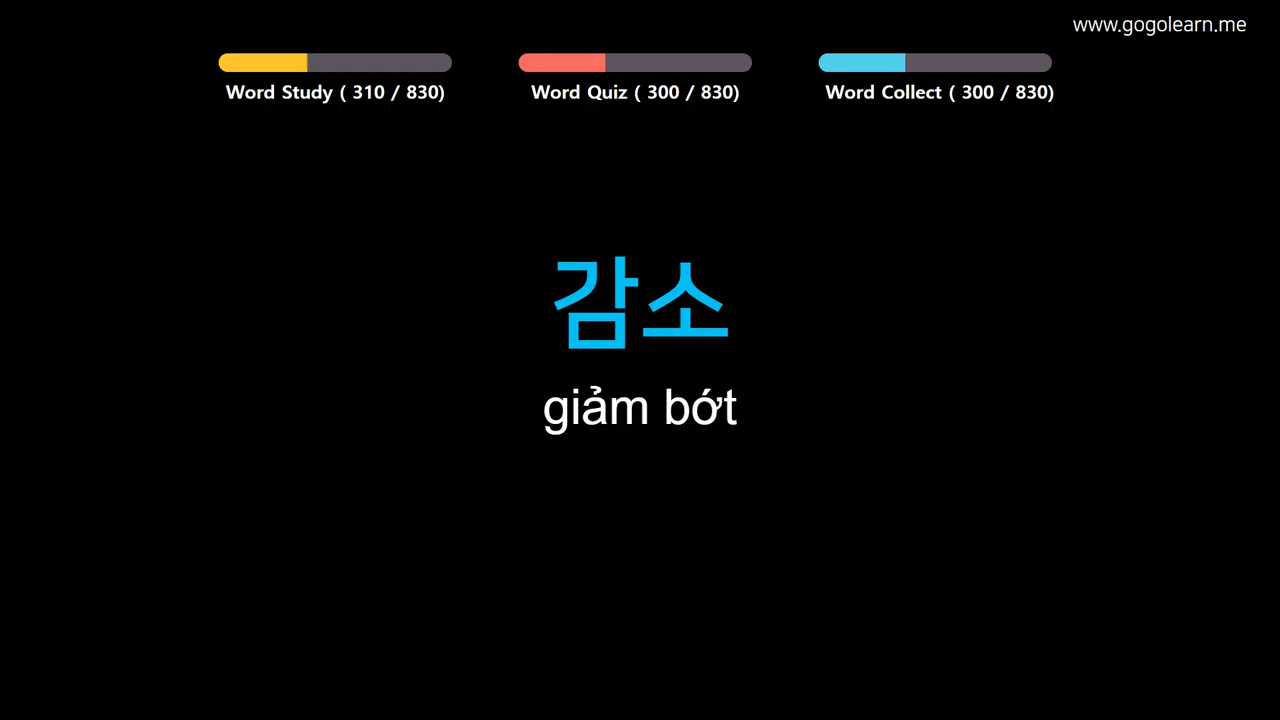 www.gogolearn.me
Word Study ( 310 / 830)
Word Quiz ( 300 / 830)
Word Collect ( 300 / 830)
감소
giảm bớt